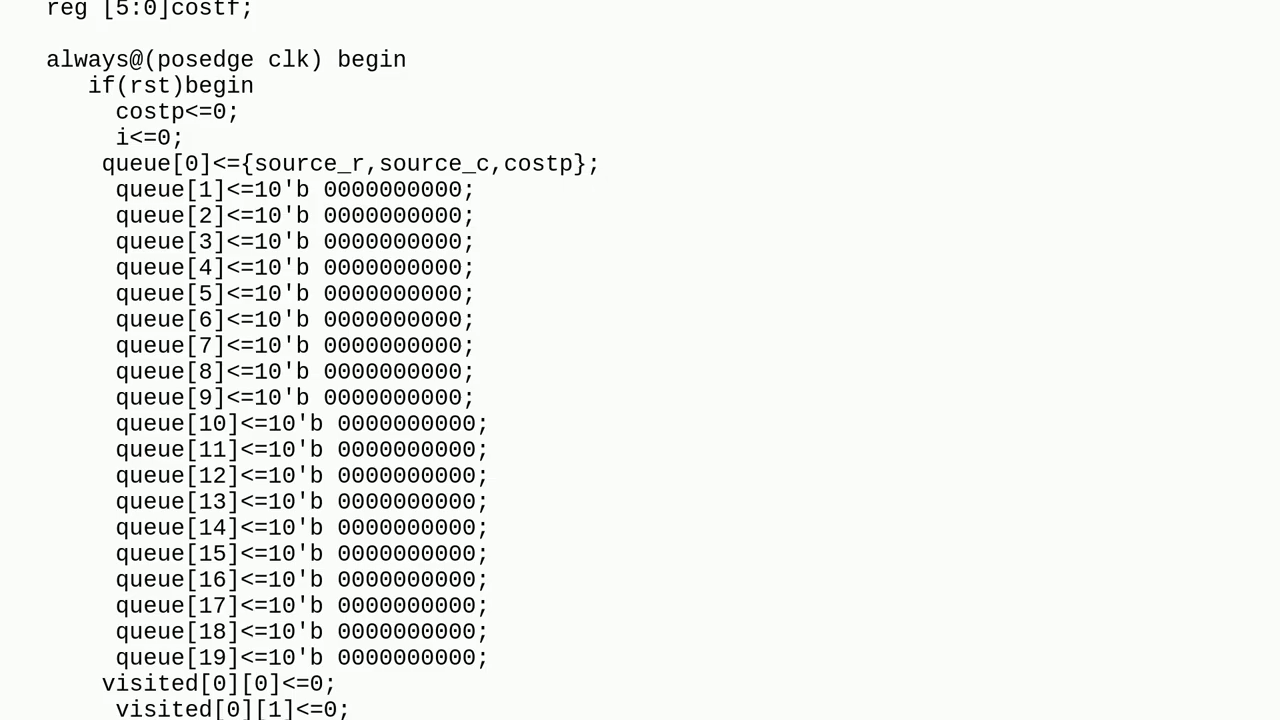 reg [5:0]costf;
always@(posedge clk) begin
if(rst)begin
costp<=0;
i<=0;
queue[0]<={source_r,source_c,costp};
queue[1]<=10'b 0000000000;
queue[2]<=10'b 0000000000;
queue[3]<=10'b 0000000000;
queue[4]<=10'b 0000000000;
queue[5]<=10'b 0000000000;
queue[6]<=10'b 0000000000;
queue[7]<=10'b 0000000000;
queue[8]<=10'b 0000000000;
queue[9]<=10'b 0000000000;
queue[10]<=10'b 0000000000;
queue[11]<=10'b 0000000000;
queue[12]<=10'b 0000000000;
queue[13]<=10'b 0000000000;
queue[14]<=10'b 0000000000;
queue[15]<=10'b 0000000000;
queue[16]<=10'b 0000000000;
queue[17]<=10'b 0000000000;
queue[18]<=10'b 0000000000;
queue[19]<=10'b 0000000000;
visited[0][0]<=0;
visited[0][1]<=0;